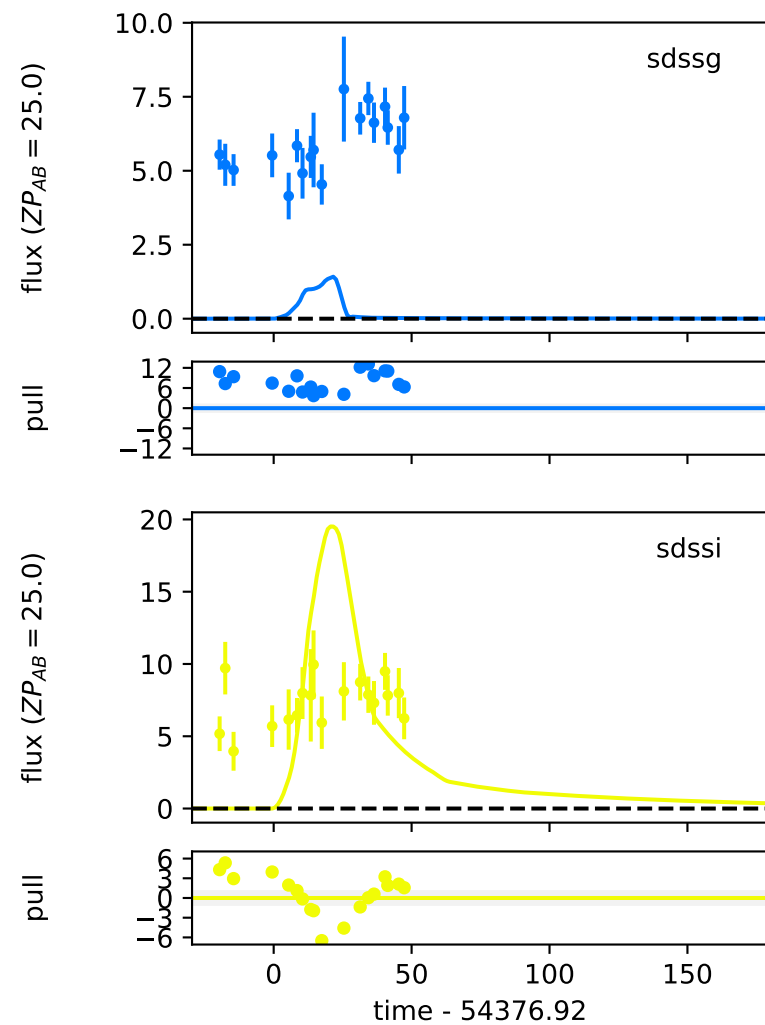 10.0
7.5
5.0
2.5
0.0
flux (ZP_AB = 25.0)
sdssg
12
6
0
−6
−12
pull
20
15
10
5
0
flux (ZP_AB = 25.0)
sdssi
6
3
0
−3
−6
pull
0 50 100 150
time - 54376.92